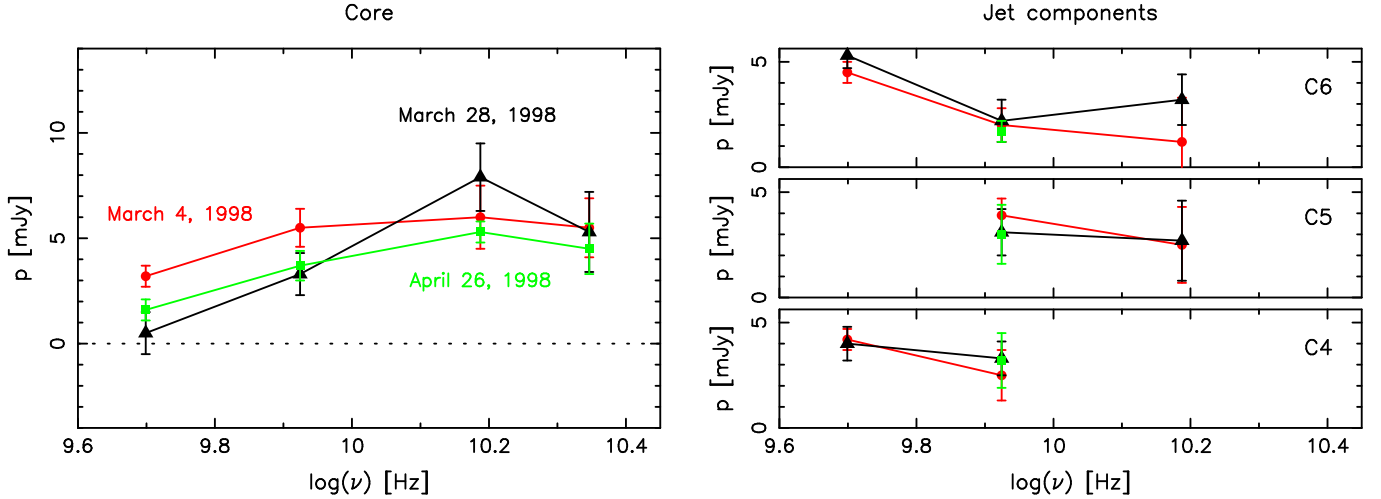 Core
Jet components
March 28, 1998
March 4, 1998
April 26, 1998
p [mJy]
0
5
10
9.6 9.8 10 10.2 10.4
log(ν) [Hz]
C6
p [mJy]
0 5
C5
p [mJy]
0 5
C4
p [mJy]
0 5
9.6 9.8 10 10.2 10.4
log(ν) [Hz]